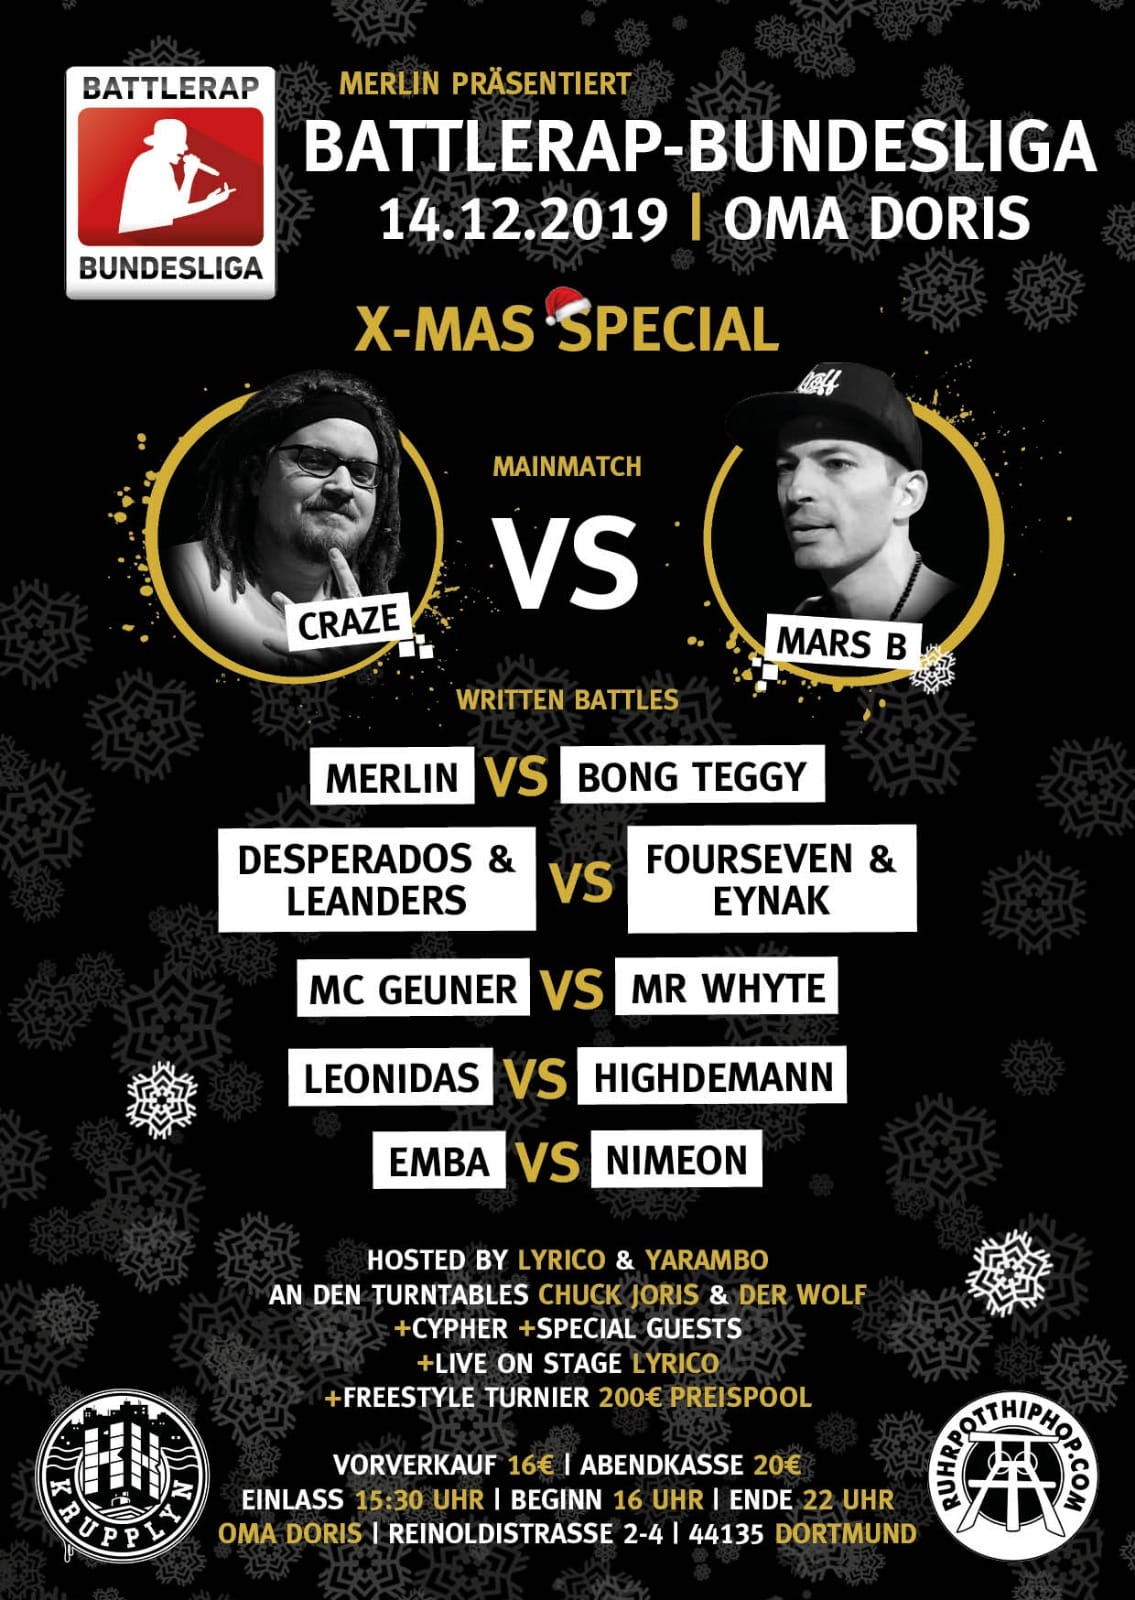 BATTLERAP
BUNDESLIGA
MERLIN PRÄSENTIERT
BATTLERAP-BUNDESLIGA
14.12.2019 | OMA DORIS
X-MAS SPECIAL
MAINMATCH
VS
CRAZE
MARS B
WRITTEN BATTLES
MERLIN VS BONG TEGGY
DESPERADOS &
LEANDERS
VS
FOURSEVEN &
EYNAK
MC GEUNER VS MR WHYTE
LEONIDAS VS HIGHDEMANN
EMBA VS NIMEON
HOSTED BY LYRICO & YARAMBO
AN DEN TURNTABLES CHUCK JORIS & DER WOLF
+CYPHER +SPECIAL GUESTS
+LIVE ON STAGE LYRICO
+FREESTYLE TURNIER 200€ PREISPOOL
VORVERKAUF 16€ | ABENDKASSE 20€
EINLASS 15:30 UHR | BEGINN 16 UHR | ENDE 22 UHR
OMA DORIS | REINOLDISTRASSE 2-4 | 44135 DORTMUND
KRUPPLYN
RUHRPOTTHIPHOP.COM